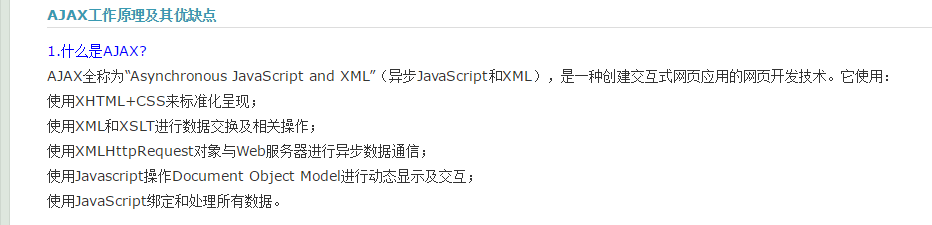 AJAX工作原理及其优缺点
1.什么是AJAX?
AJAX全称为“Asynchronous JavaScript and XML”（异步JavaScript和XML），是一种创建交互式网页应用的网页开发技术。它使用：
使用XHTML+CSS来标准化呈现；
使用XML和XSLT进行数据交换及相关操作；
使用XMLHttpRequest对象与Web服务器进行异步数据通信；
使用Javascript操作Document Object Model进行动态显示及交互；
使用JavaScript绑定和处理所有数据。